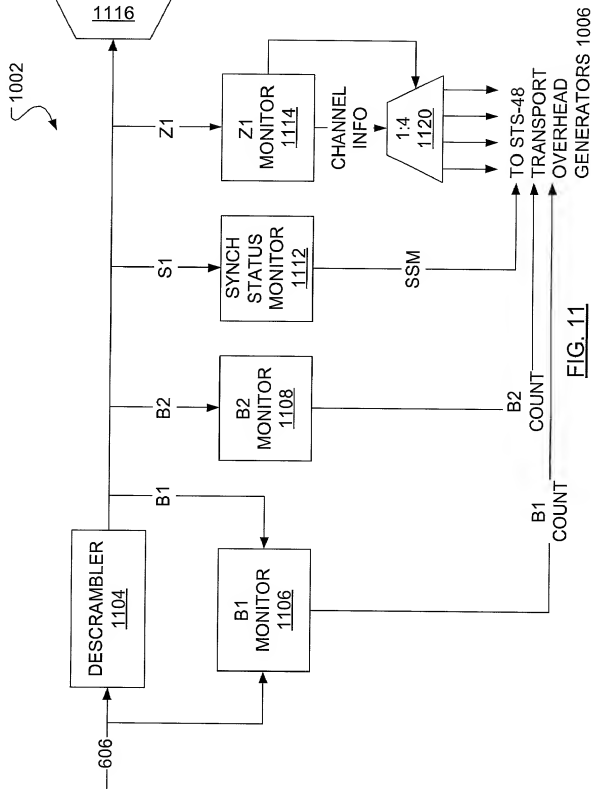 1002
1116
606
DESCRAMBLER
1104
B1
B2
S1
Z1
B1
MONITOR
1106
B2
MONITOR
1108
SYNCH
STATUS
MONITOR
1112
Z1
MONITOR
1114
CHANNEL
INFO
1:4
1120
SSM
B1
COUNT
B2
COUNT
TO STS-48
TRANSPORT
OVERHEAD
GENERATORS 1006
FIG. 11